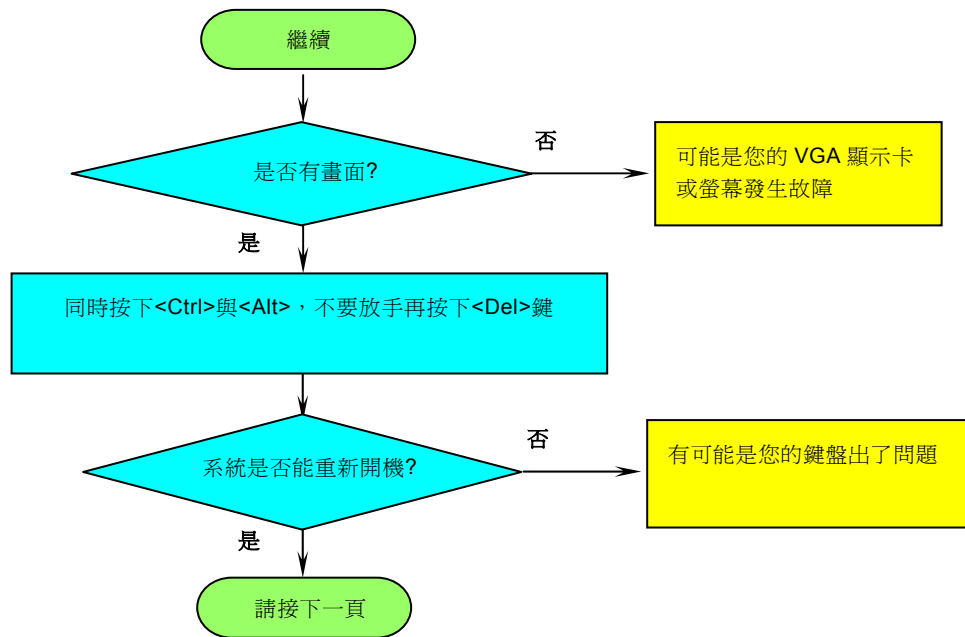 繼續
是否有畫面?
否
可能是您的 VGA 顯示卡
或螢幕發生故障
是
同時按下<Ctrl>與<Alt>，不要放手再按下<Del>鍵
系統是否能重新開機?
否
有可能是您的鍵盤出了問題
是
請接下一頁